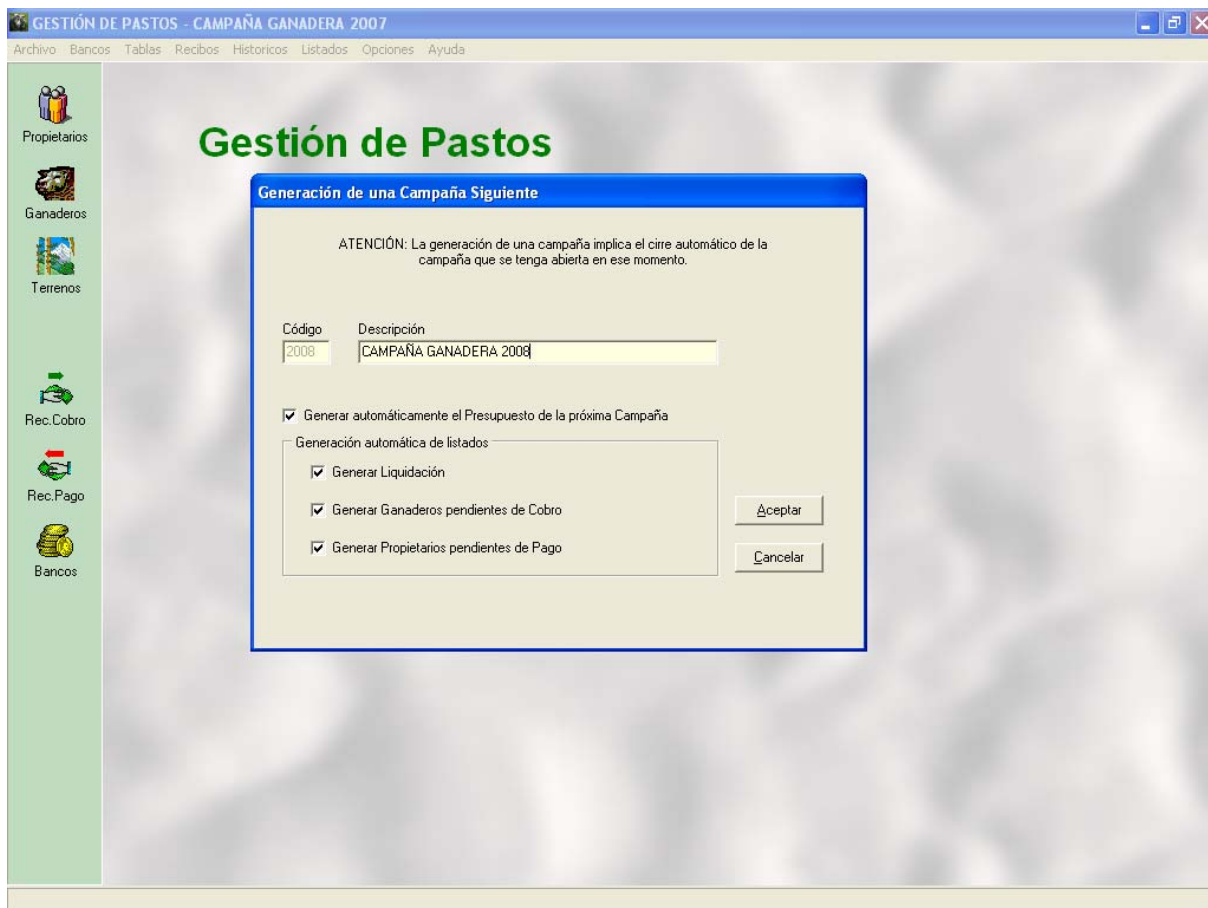 GESTIÓN DE PASTOS - CAMPAÑA GANADERA 2007
Archivo Bancos Tablas Recibos Historicos Listados Opciones Ayuda
Propietarios
Ganaderos
Terrenos
Rec.Cobro
Rec.Pago
Bancos
Gestión de Pastos
Generación de una Campaña Siguiente
ATENCIÓN: La generación de una campaña implica el cirre automático de la
campaña que se tenga abierta en ese momento.
Código Descripción
2008 CAMPAÑA GANADERA 2008
Generar automáticamente el Presupuesto de la próxima Campaña
Generación automática de listados
Generar Liquidación
Generar Ganaderos pendientes de Cobro
Generar Propietarios pendientes de Pago
Aceptar
Cancelar